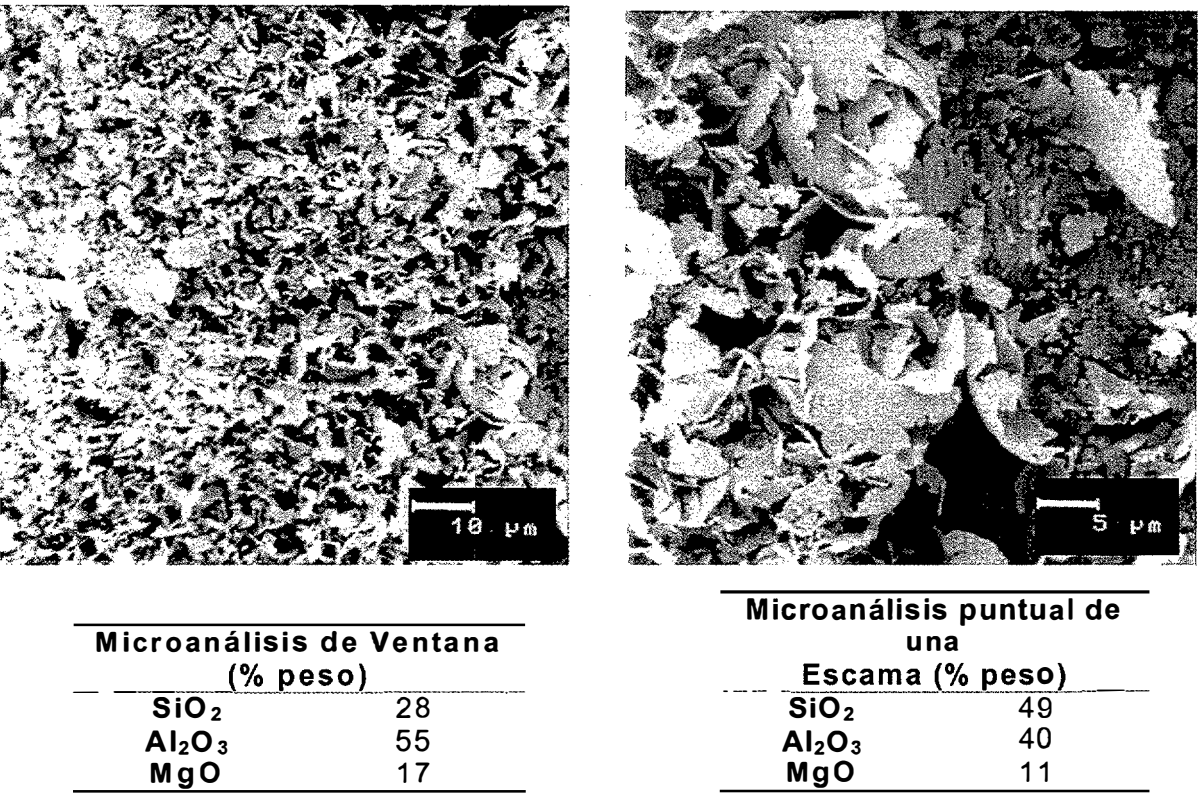 10 µm
5 µm
Microanálisis de Ventana
(% peso)
SiO₂ 28
Al₂O₃ 55
MgO 17
Microanálisis puntual de
una
Escama (% peso)
SiO₂ 49
Al₂O₃ 40
MgO 11